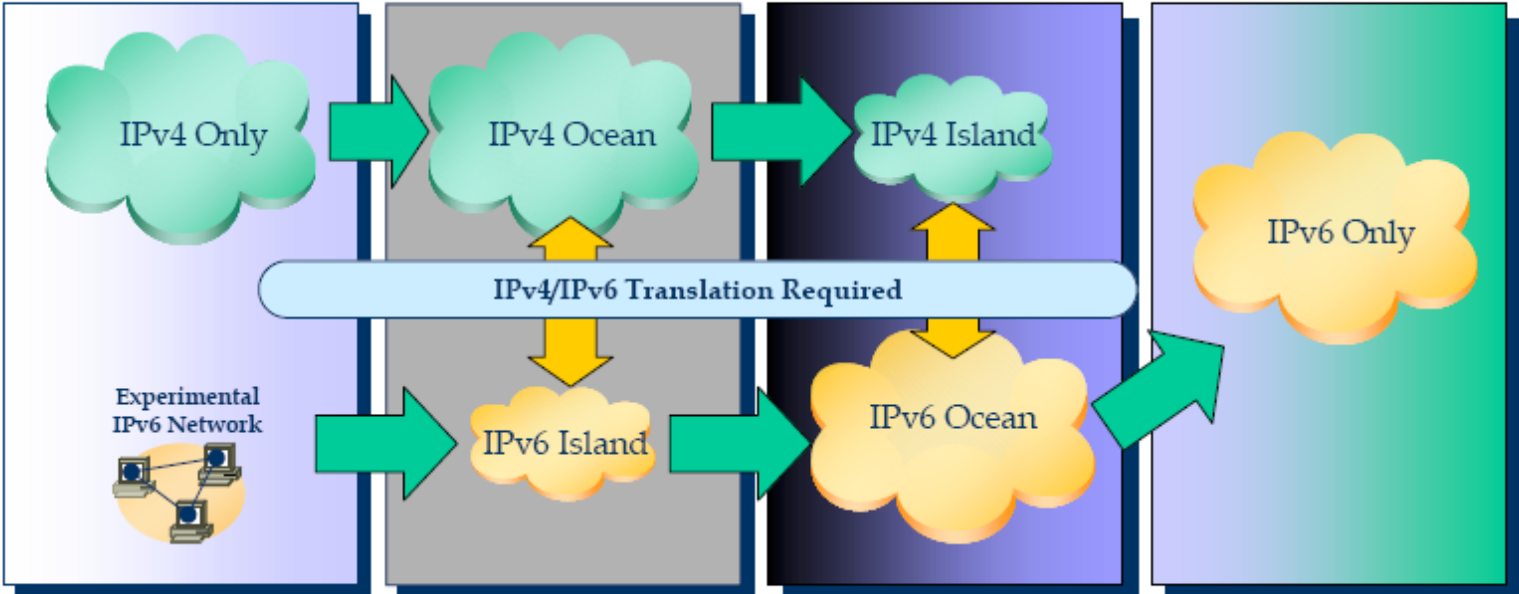 IPv4 Only
IPv4 Ocean
IPv4 Island
IPv6 Only
IPv4/IPv6 Translation Required
Experimental
IPv6 Network
IPv6 Island
IPv6 Ocean